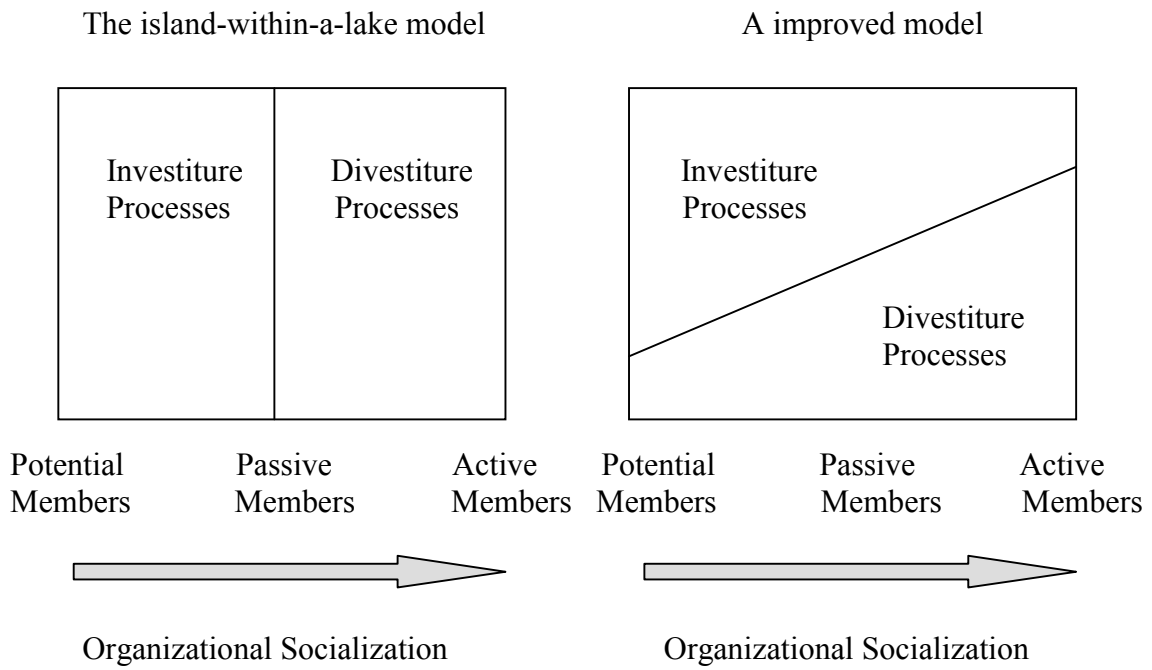 The island-within-a-lake model
Investiture
Processes
Divestiture
Processes
Potential
Members
Passive
Members
Active
Members
Organizational Socialization
A improved model
Investiture
Processes
Divestiture
Processes
Potential
Members
Passive
Members
Active
Members
Organizational Socialization